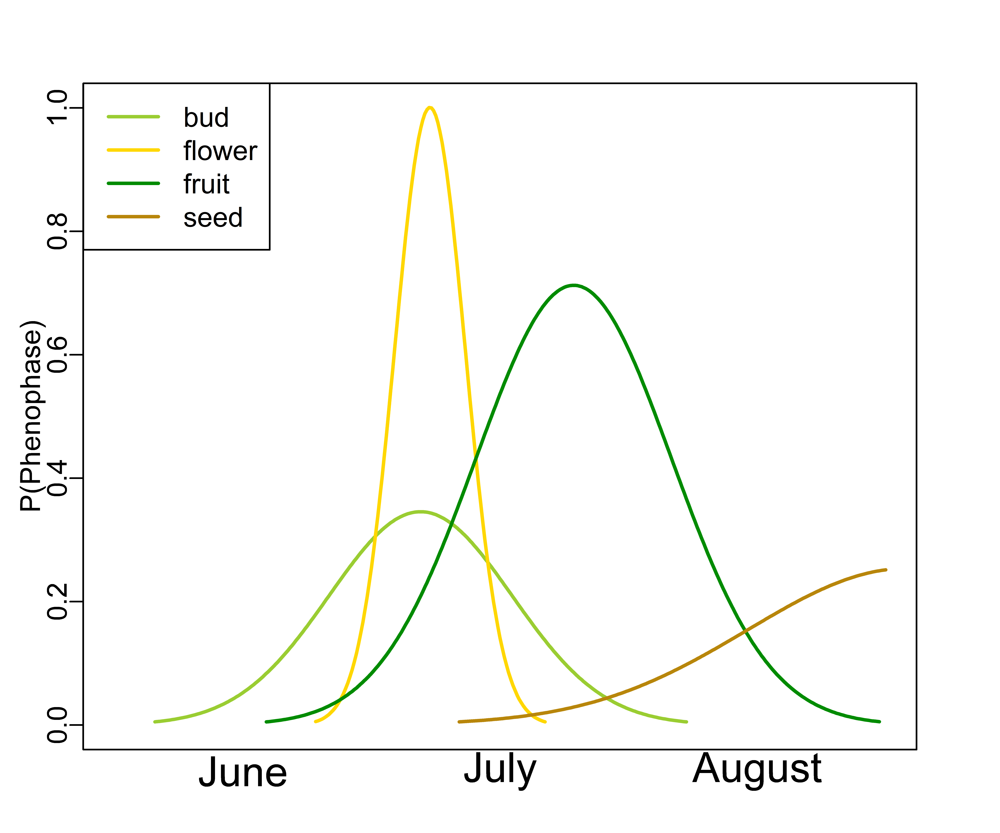 bud
flower
fruit
seed
P(Phenophase)
1.0
0.8
0.6
0.4
0.2
0.0
June
July
August